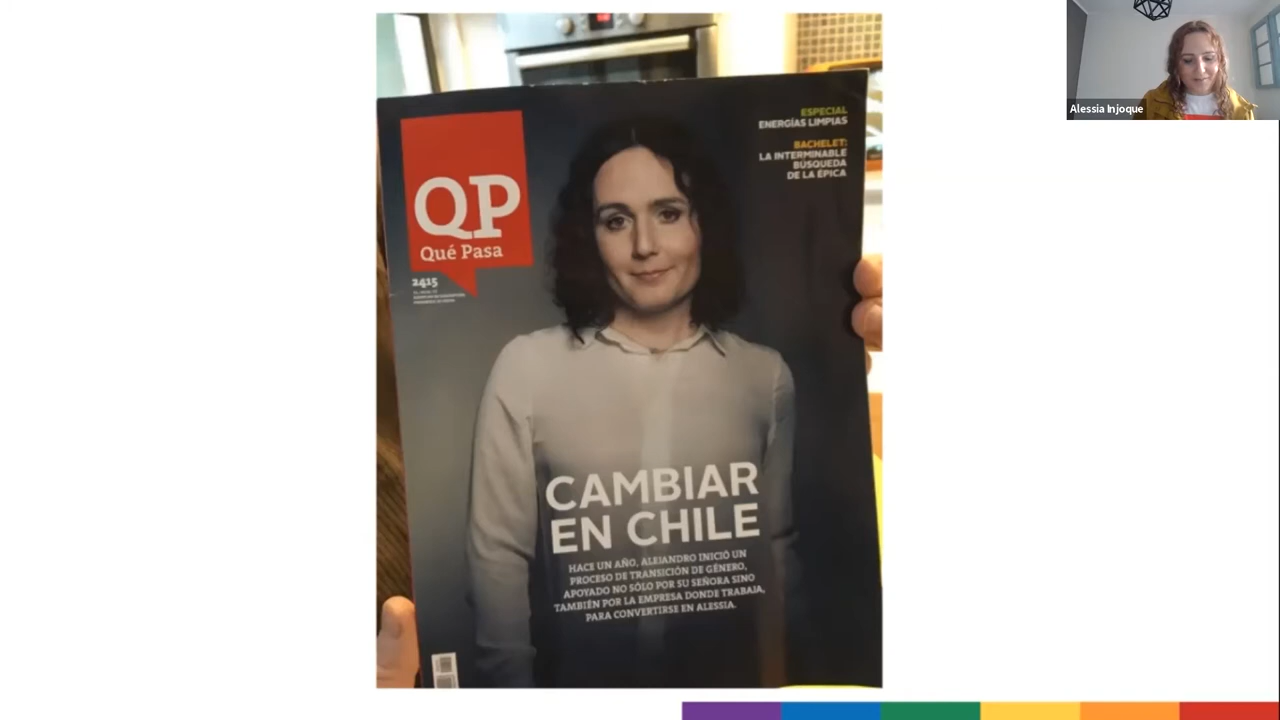 Alessia Injoque
ESPECIAL
ENERGÍAS LIMPIAS
BACHELET:
LA INTERMINABLE
BÚSQUEDA
DE LA ÉPICA
QP
Qué Pasa
2415
CAMBIAR
EN CHILE
HACE UN AÑO, ALEJANDRO INICIÓ UN
PROCESO DE TRANSICIÓN DE GÉNERO,
APOYADO NO SÓLO POR SU SEÑORA SINO
TAMBIÉN POR LA EMPRESA DONDE TRABAJA,
PARA CONVERTIRSE EN ALESSIA.